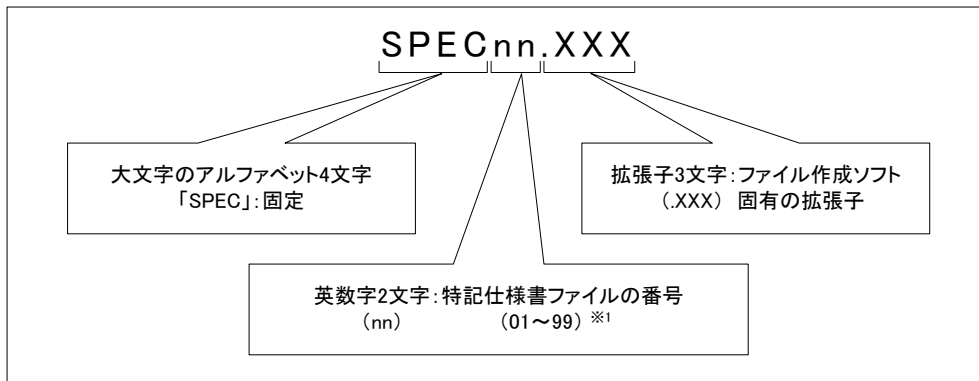 SPECnn.XXX
大文字のアルファベット4文字
「SPEC」:固定
拡張子3文字:ファイル作成ソフト
(.XXX) 固有の拡張子
英数字2文字:特記仕様書ファイルの番号
(nn) (01~99) ※1